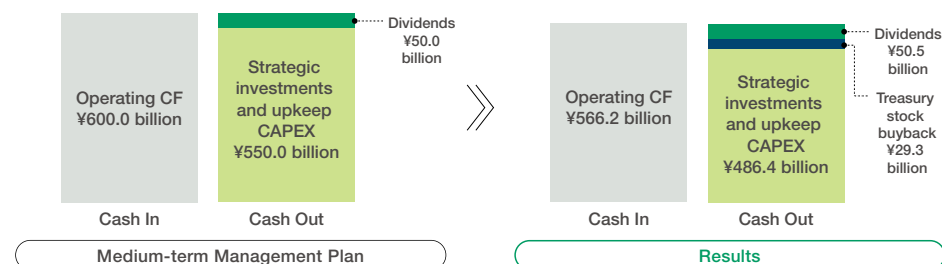 Operating CF
¥600.0 billion
Cash In
Strategic
investments
and upkeep
CAPEX
¥550.0 billion
Cash Out
Dividends
¥50.0
billion
Medium-term Management Plan
Operating CF
¥566.2 billion
Cash In
Strategic
investments
and upkeep
CAPEX
¥486.4 billion
Cash Out
Dividends
¥50.5
billion
Treasury
stock
buyback
¥29.3
billion
Results